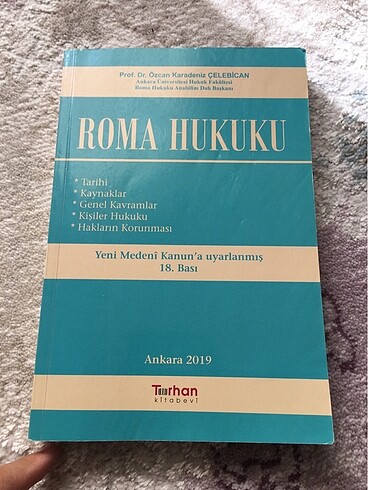 Prof. Dr. Özcan Karadeniz ÇELEBİCAN
Ankara Üniversitesi Hukuk Fakültesi
Roma Hukuku Anabilim Dalı Başkanı
ROMA HUKUKU
* Tarihi
* Kaynaklar
* Genel Kavramlar
* Kişiler Hukuku
* Hakların Korunması
Yeni Medenî Kanun'a uyarlanmış
18. Bası
Ankara 2019
Turhan
kitabevi